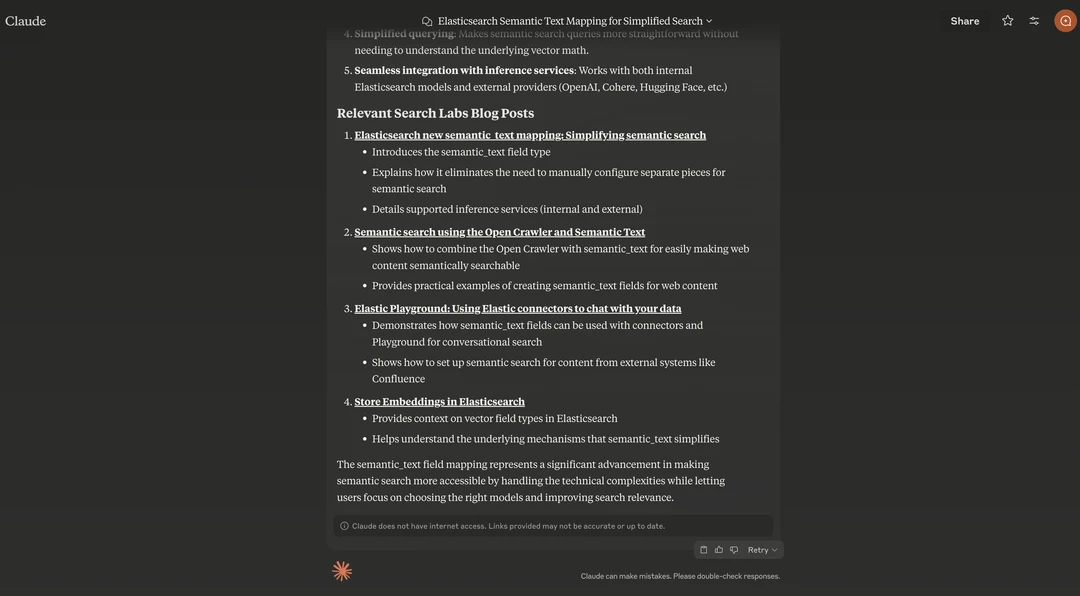 Claude
Elasticsearch Semantic Text Mapping for Simplified Search
Share
4. Simplified querying: Makes semantic search queries more straightforward without
needing to understand the underlying vector math.
5. Seamless integration with inference services: Works with both internal
Elasticsearch models and external providers (OpenAI, Cohere, Hugging Face, etc.)
Relevant Search Labs Blog Posts
1. Elasticsearch new semantic_text mapping: Simplifying semantic search
• Introduces the semantic_text field type
• Explains how it eliminates the need to manually configure separate pieces for
semantic search
• Details supported inference services (internal and external)
2. Semantic search using the Open Crawler and Semantic Text
• Shows how to combine the Open Crawler with semantic_text for easily making web
content semantically searchable
• Provides practical examples of creating semantic_text fields for web content
3. Elastic Playground: Using Elastic connectors to chat with your data
• Demonstrates how semantic_text fields can be used with connectors and
Playground for conversational search
• Shows how to set up semantic search for content from external systems like
Confluence
4. Store Embeddings in Elasticsearch
• Provides context on vector field types in Elasticsearch
• Helps understand the underlying mechanisms that semantic_text simplifies
The semantic_text field mapping represents a significant advancement in making
semantic search more accessible by handling the technical complexities while letting
users focus on choosing the right models and improving search relevance.
Claude does not have internet access. Links provided may not be accurate or up to date.
Retry
Claude can make mistakes. Please double-check responses.